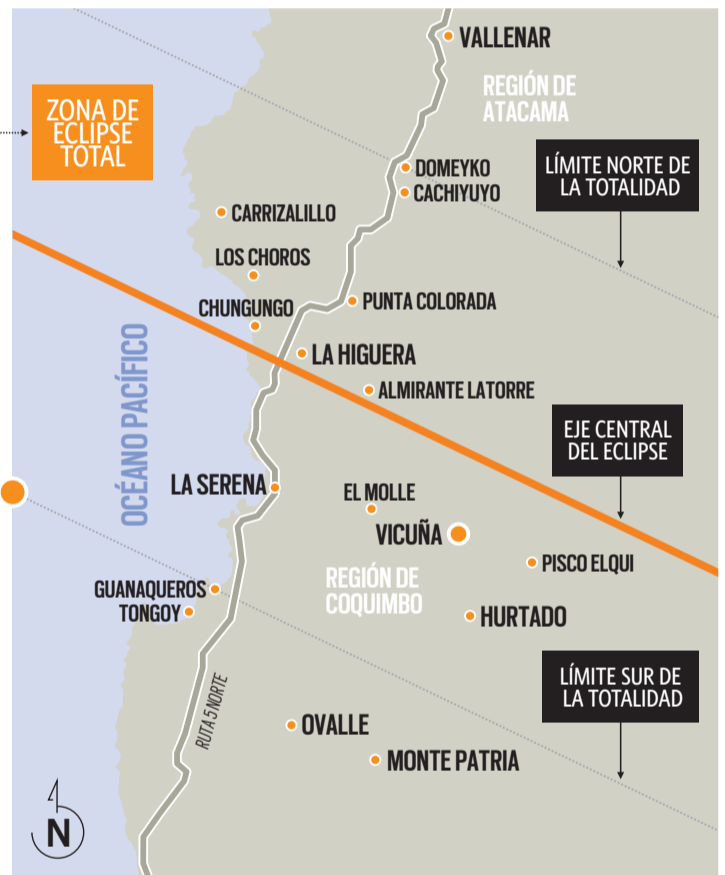 VALLENAR
REGIÓN DE
ATACAMA
ZONA DE
ECLIPSE
TOTAL
LÍMITE NORTE DE
LA TOTALIDAD
DOMEYKO
CACHIYUYO
CARRIZALILLO
LOS CHOROS
CHUNGUNGO
PUNTA COLORADA
LA HIGUERA
ALMIRANTE LATORRE
OCÉANO PACÍFICO
EJE CENTRAL
DEL ECLIPSE
LA SERENA
EL MOLLE
VICUÑA
PISCO ELQUI
REGIÓN DE
COQUIMBO
GUANAQUEROS
TONGOY
HURTADO
LÍMITE SUR DE
LA TOTALIDAD
RUTA 5 NORTE
OVALLE
MONTE PATRIA
N